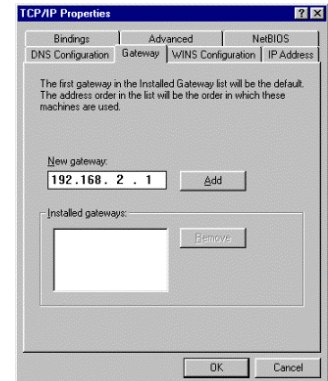 TCP/IP Properties
Bindings Advanced NetBIOS
DNS Configuration Gateway WINS Configuration IP Address
The first gateway in the Installed Gateway list will be the default.
The address order in the list will be the order in which these
machines are used.
New gateway:
192.168. 2 . 1 Add
Installed gateways:
Remove
OK Cancel